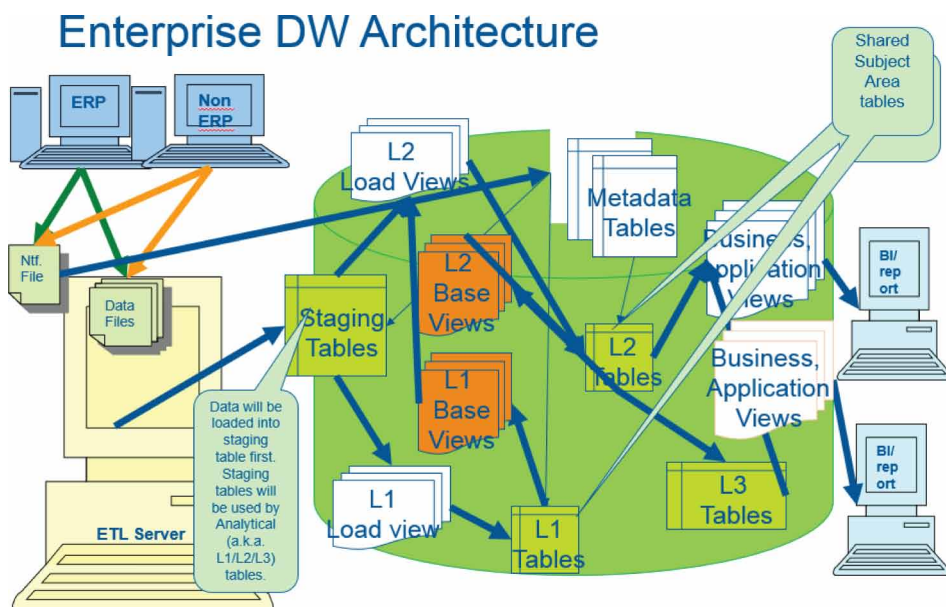 Enterprise DW Architecture
Shared
Subject
Area
tables
ERP
Non
ERP
L2
Load Views
Metadata
Tables
Ntf.
File
Data
Files
Business,
Application
Views
L2
Base
Views
BI/
rep
ort
Staging
Tables
L2
Tables
Business,
Application
Views
L1
Base
Views
Data will be
loaded into
staging
table first.
Staging
tables will
be used by
Analytical
(a.k.a.
L1/L2/L3)
tables.
BI/
rep
ort
L3
Tables
L1
Load view
L1
Tables
ETL Server